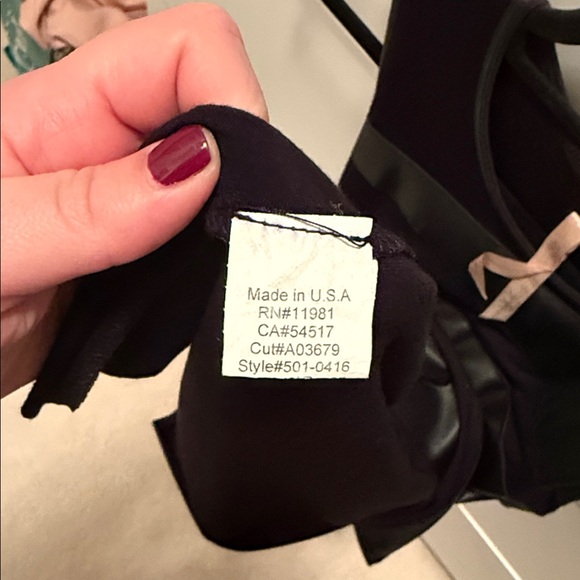 Made in U.S.A
RN#11981
CA#54517
Cut#A03679
Style#501-0416